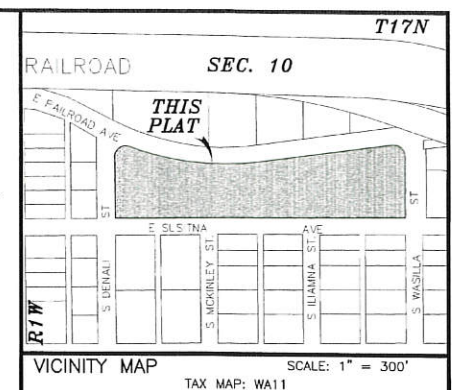 T17N
RAILROAD SEC. 10
E RAILROAD AVE
THIS
PLAT
ST
ST
E SLSITNA AVE
S DENALI
S MCKINLEY ST.
S ILIAMNA ST.
S WASILLA
R1W
VICINITY MAP SCALE: 1" = 300'
TAX MAP: WA11